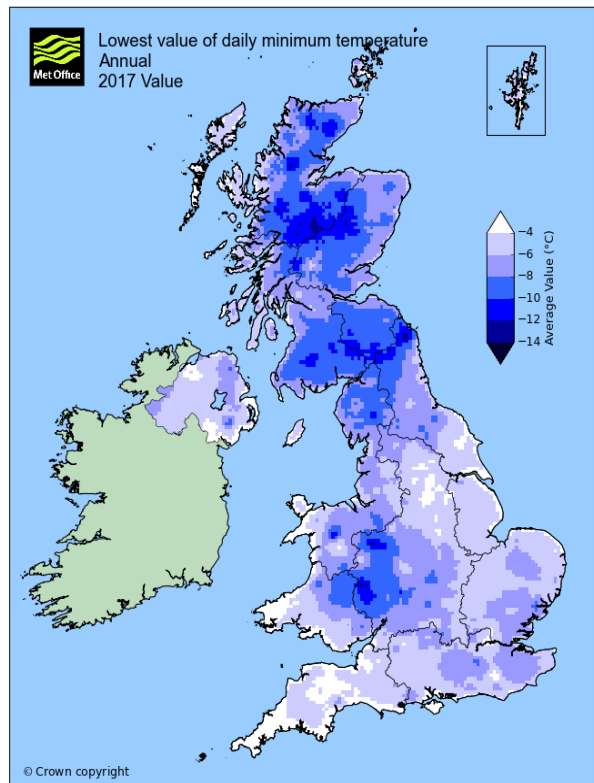 Lowest value of daily minimum temperature
Annual
2017 Value
Met Office
−4
−6
−8
−10
−12
−14
Average Value (°C)
© Crown copyright